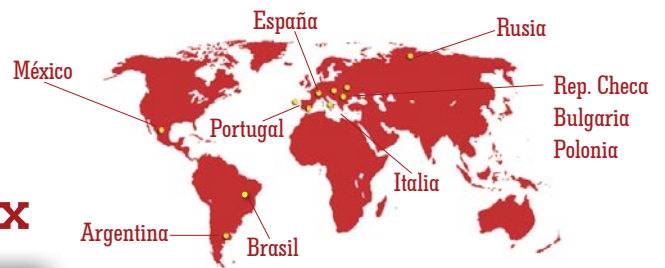 España
Rusia
México
Rep. Checa
Bulgaria
Portugal
Polonia
Italia
x
Argentina
Brasil